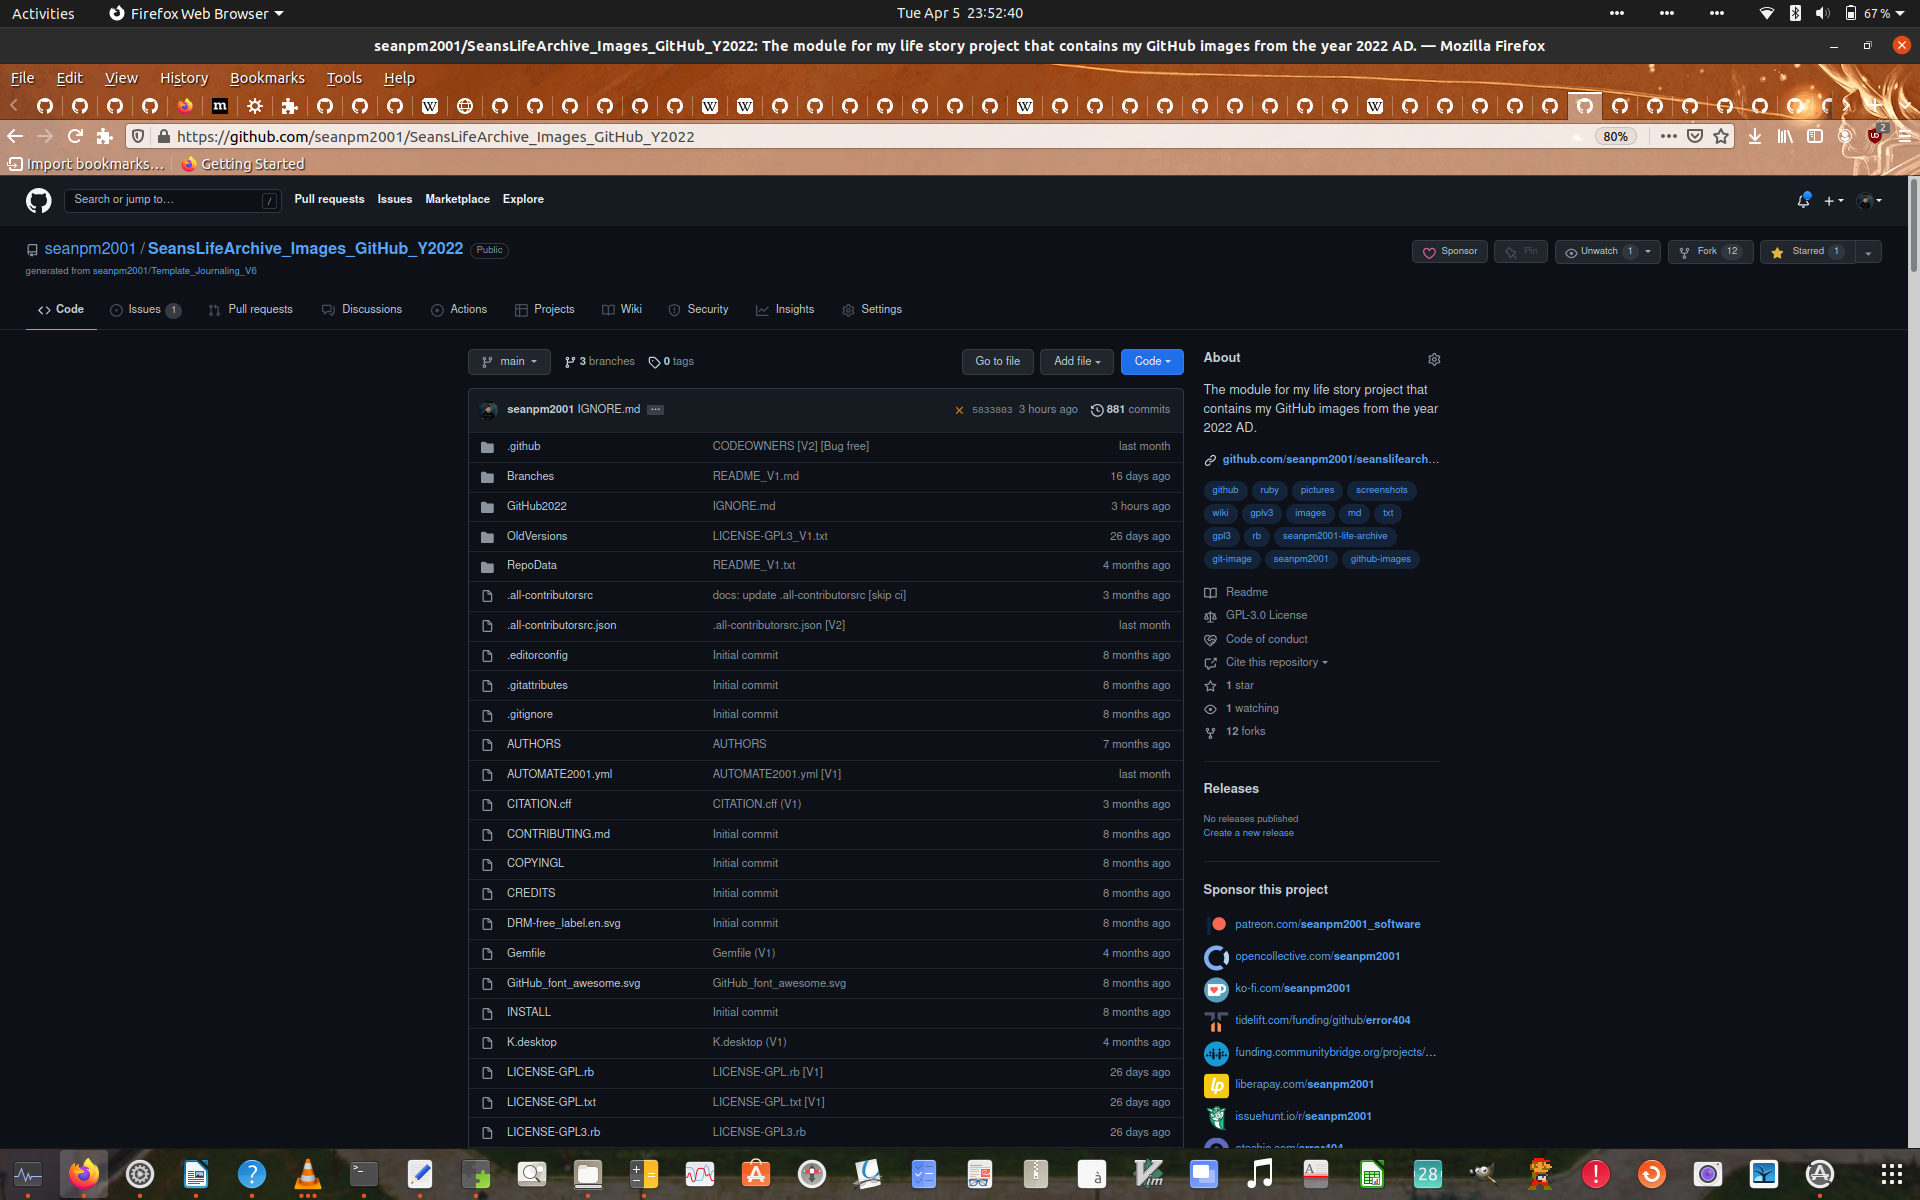 Activities
Firefox Web Browser
Tue Apr 5 23:52:40
67 %
seanpm2001/SeansLifeArchive_Images_GitHub_Y2022: The module for my life story project that contains my GitHub images from the year 2022 AD. — Mozilla Firefox
File Edit View History Bookmarks Tools Help
https://github.com/seanpm2001/SeansLifeArchive_Images_GitHub_Y2022
80%
2
Import bookmarks...
Getting Started
Search or jump to...
/
Pull requests Issues Marketplace Explore
seanpm2001 / SeansLifeArchive_Images_GitHub_Y2022 Public
generated from seanpm2001/Template_Journaling_V6
Sponsor
Pin
Unwatch 1
Fork 12
Starred 1
Code
Issues 1
Pull requests
Discussions
Actions
Projects
Wiki
Security
Insights
Settings
main
3 branches
0 tags
Go to file
Add file
Code
seanpm2001 IGNORE.md ... 5833803 3 hours ago 881 commits
.github CODEOWNERS [V2] [Bug free] last month
Branches README_V1.md 16 days ago
GitHub2022 IGNORE.md 3 hours ago
OldVersions LICENSE-GPL3_V1.txt 26 days ago
RepoData README_V1.txt 4 months ago
.all-contributorsrc docs: update .all-contributorsrc [skip ci] 3 months ago
.all-contributorsrc.json .all-contributorsrc.json [V2] last month
.editorconfig Initial commit 8 months ago
.gitattributes Initial commit 8 months ago
.gitignore Initial commit 8 months ago
AUTHORS AUTHORS 7 months ago
AUTOMATE2001.yml AUTOMATE2001.yml [V1] last month
CITATION.cff CITATION.cff (V1) 3 months ago
CONTRIBUTING.md Initial commit 8 months ago
COPYINGL Initial commit 8 months ago
CREDITS Initial commit 8 months ago
DRM-free_label.en.svg Initial commit 8 months ago
Gemfile Gemfile (V1) 4 months ago
GitHub_font_awesome.svg GitHub_font_awesome.svg 8 months ago
INSTALL Initial commit 8 months ago
K.desktop K.desktop (V1) 4 months ago
LICENSE-GPL.rb LICENSE-GPL.rb [V1] 26 days ago
LICENSE-GPL.txt LICENSE-GPL.txt [V1] 26 days ago
LICENSE-GPL3.rb LICENSE-GPL3.rb 26 days ago
About
The module for my life story project that
contains my GitHub images from the year
2022 AD.
github.com/seanpm2001/seanslifearch...
github ruby pictures screenshots
wiki gplv3 images md txt
gpl3 rb seanpm2001-life-archive
git-image seanpm2001 github-images
Readme
GPL-3.0 License
Code of conduct
Cite this repository
1 star
1 watching
12 forks
Releases
No releases published
Create a new release
Sponsor this project
patreon.com/seanpm2001_software
opencollective.com/seanpm2001
ko-fi.com/seanpm2001
tidelift.com/funding/github/error404
funding.communitybridge.org/projects/...
liberapay.com/seanpm2001
issuehunt.io/r/seanpm2001
28